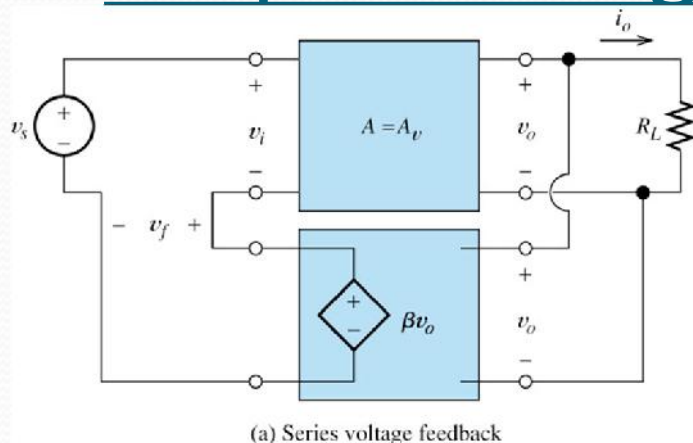 i_o
+ + +
v_s v_i A = A_v v_o R_L
− − −
− v_f +
+ +
βv_o v_o
− −
(a) Series voltage feedback